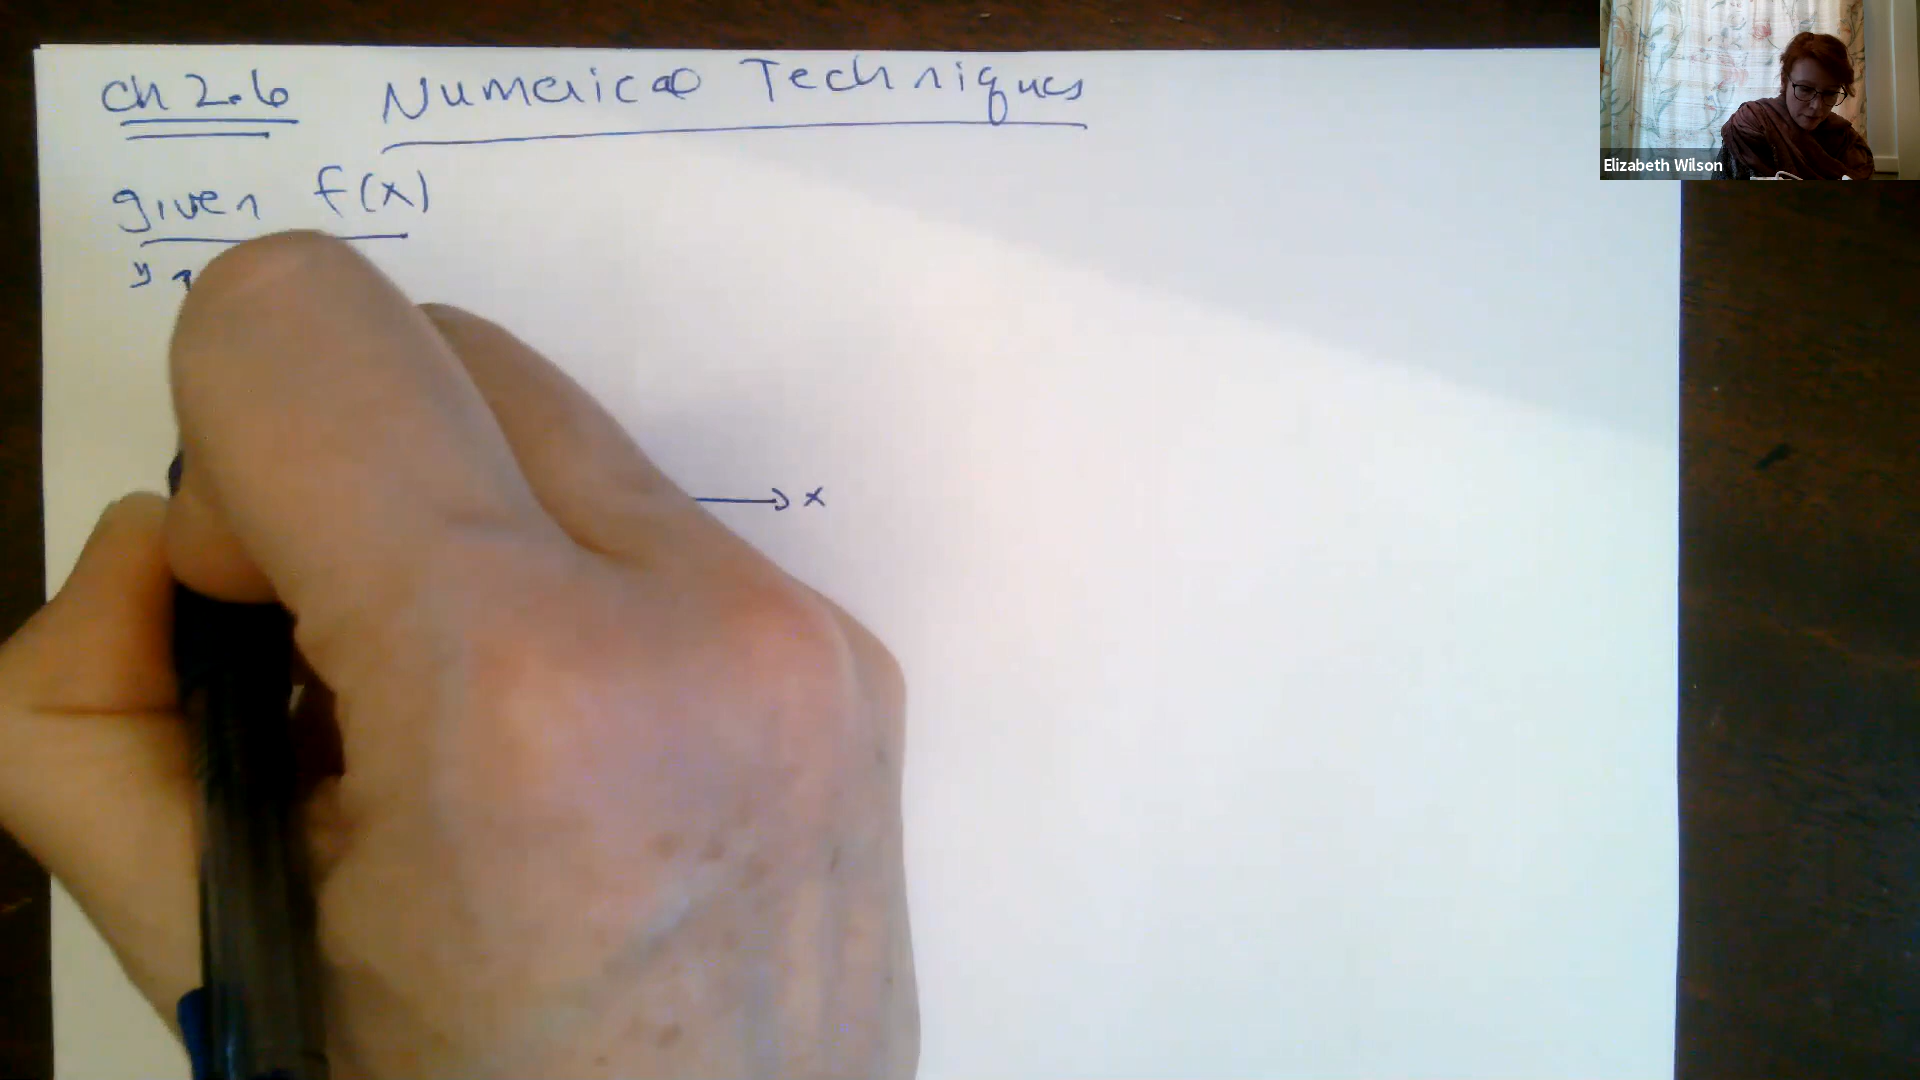 Ch 2.6 Numerical Techniques
Elizabeth Wilson
given f(x)
y
x